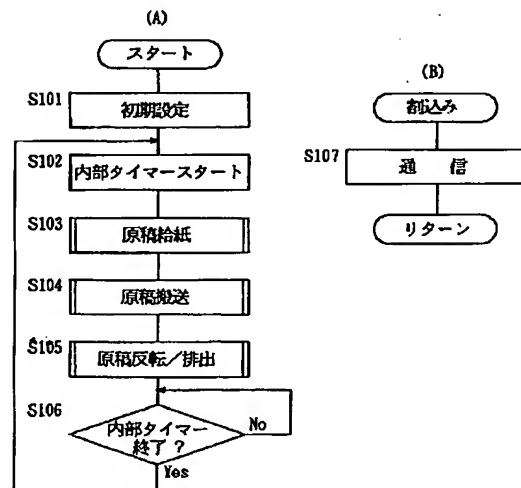 (A)
スタート
S101
初期設定
S102
内部タイマースタート
S103
原稿給紙
S104
原稿搬送
S105
原稿反転／排出
S106
内部タイマー
終了？
No
Yes
(B)
割込み
S107
通 信
リターン